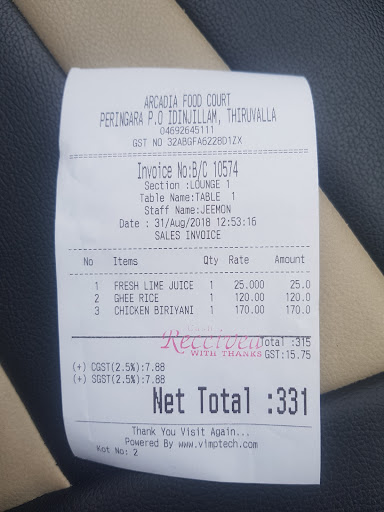 ARCADIA FOOD COURT
PERINGARA P.O IDINJILLAM, THIRUVALLA
04692645111
GST NO 32ABGFA6228D1ZX
Invoice No:B/C 10574
Section :LOUNGE 1
Table Name:TABLE 1
Staff Name:JEEMON
Date : 31/Aug/2018 12:53:16
SALES INVOICE
No Items Qty Rate Amount
1 FRESH LIME JUICE 1 25.000 25.0
2 GHEE RICE 1 120.00 120.0
3 CHICKEN BIRIYANI 1 170.00 170.0
Cash
Received otal :315
WITH THANKS GST:15.75
(+) CGST(2.5%):7.88
(+) SGST(2.5%):7.88
Net Total :331
Thank You Visit Again...
Powered By www.vimptech.com
Kot No: 2